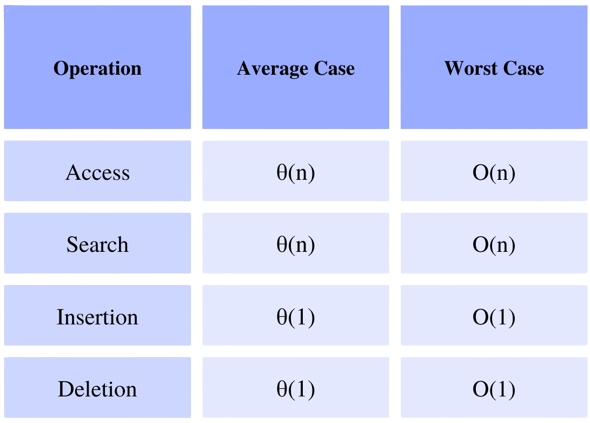 Operation Average Case Worst Case
Access θ(n) O(n)
Search θ(n) O(n)
Insertion θ(1) O(1)
Deletion θ(1) O(1)